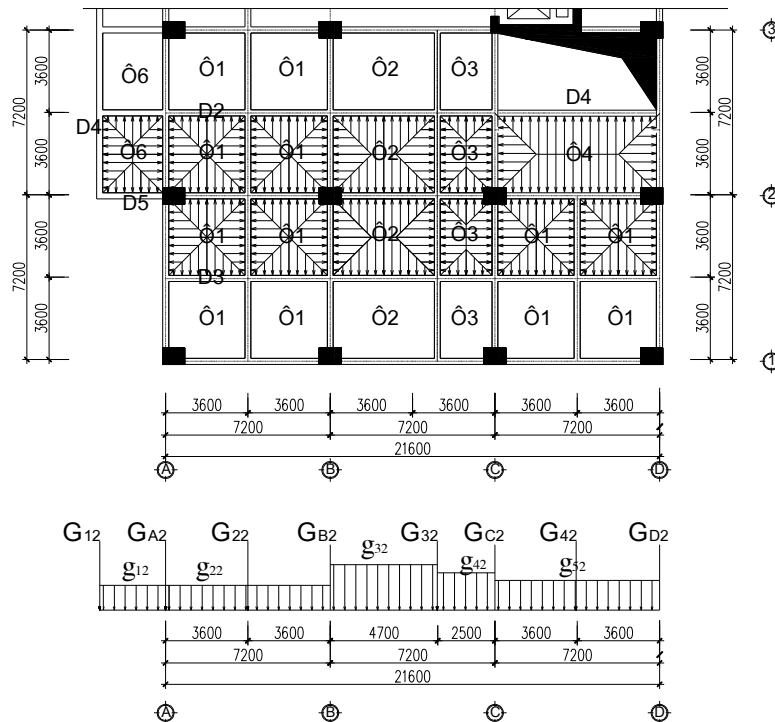 3
Ô6 Ô1 Ô1 Ô2 Ô3
3600 3600
7200 7200
D4 D2 D4
Ô6 Ô1 Ô1 Ô2 Ô3 Ô4
3600 3600
D5
2
Ô1 Ô1 Ô2 Ô3 Ô1 Ô1
3600 3600
7200 7200
D3
Ô1 Ô1 Ô2 Ô3 Ô1 Ô1
3600 3600
1
3600 3600 3600 3600 3600 3600
7200 7200 7200
21600
A B C D
G12 GA2 G22 GB2 G32 GC2 G42 GD2
g12 g22 g32 g42 g52
3600 3600 4700 2500 3600 3600
7200 7200 7200
21600
A B C D